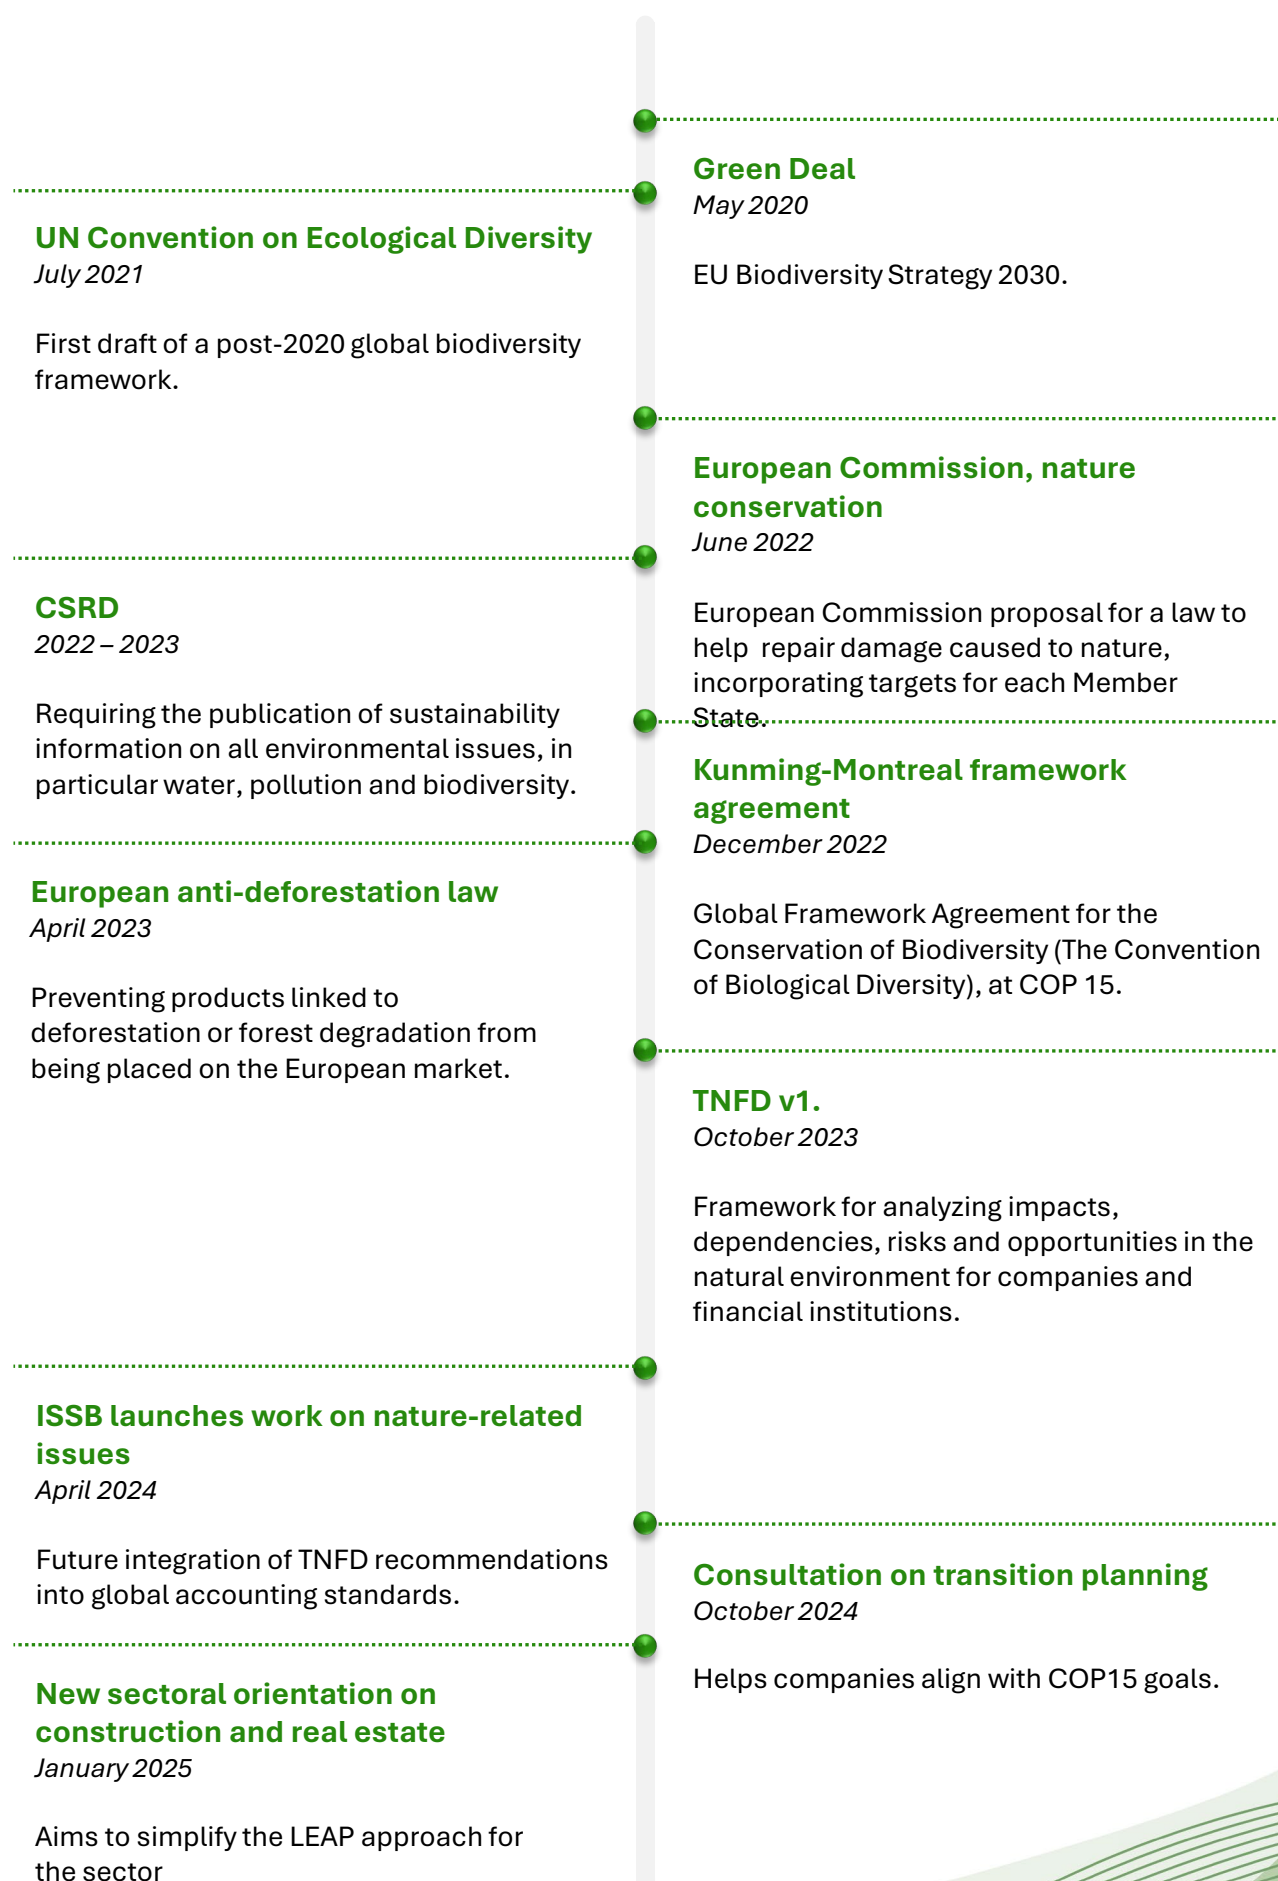 Green Deal
May 2020
EU Biodiversity Strategy 2030.
UN Convention on Ecological Diversity
July 2021
First draft of a post-2020 global biodiversity
framework.
European Commission, nature
conservation
June 2022
European Commission proposal for a law to
help repair damage caused to nature,
incorporating targets for each Member
State.
CSRD
2022 – 2023
Requiring the publication of sustainability
information on all environmental issues, in
particular water, pollution and biodiversity.
Kunming-Montreal framework
agreement
December 2022
Global Framework Agreement for the
Conservation of Biodiversity (The Convention
of Biological Diversity), at COP 15.
European anti-deforestation law
April 2023
Preventing products linked to
deforestation or forest degradation from
being placed on the European market.
TNFD v1.
October 2023
Framework for analyzing impacts,
dependencies, risks and opportunities in the
natural environment for companies and
financial institutions.
ISSB launches work on nature-related
issues
April 2024
Future integration of TNFD recommendations
into global accounting standards.
Consultation on transition planning
October 2024
Helps companies align with COP15 goals.
New sectoral orientation on
construction and real estate
January 2025
Aims to simplify the LEAP approach for
the sector